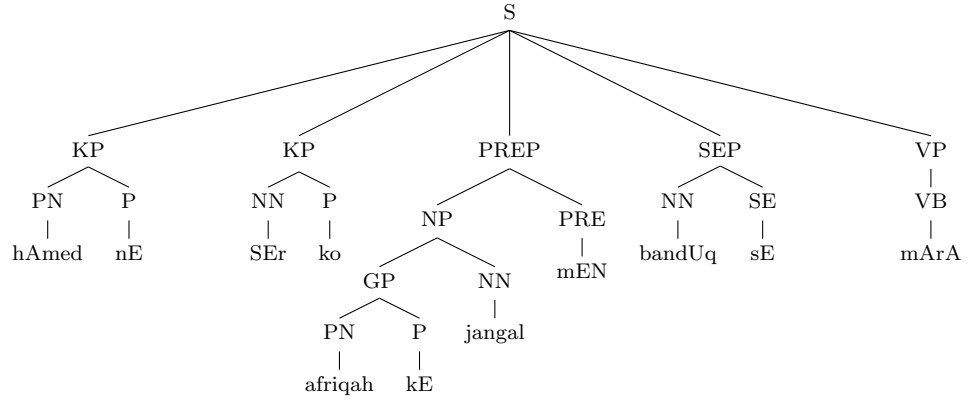 S
KP KP PREP SEP VP
PN P NN P NP PRE NN SE VB
hAmed nE SEr ko mEN bandUq sE mArA
GP NN
PN P jangal
afriqah kE